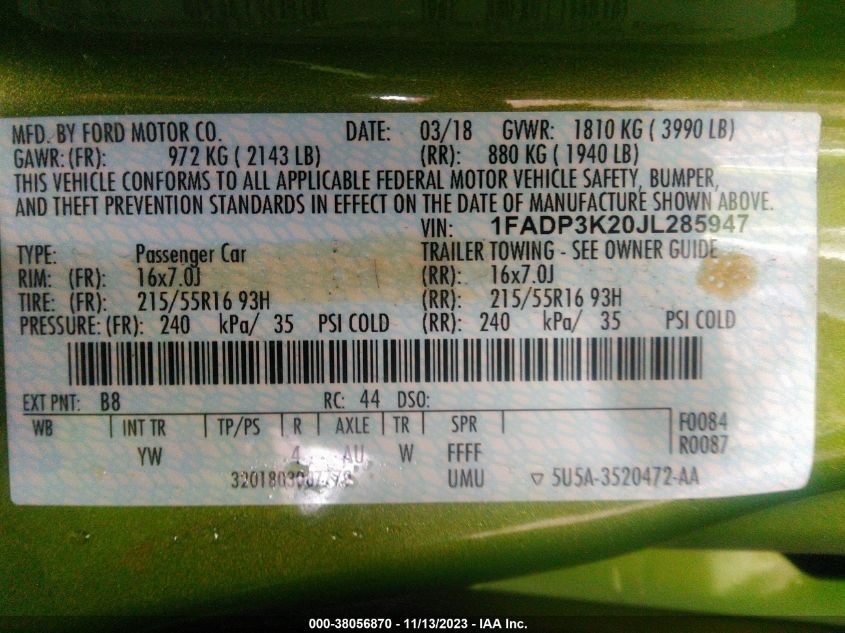 MFD. BY FORD MOTOR CO. DATE: 03/18 GVWR: 1810 KG ( 3990 LB)
GAWR: (FR): 972 KG ( 2143 LB) (RR): 880 KG ( 1940 LB)
THIS VEHICLE CONFORMS TO ALL APPLICABLE FEDERAL MOTOR VEHICLE SAFETY, BUMPER,
AND THEFT PREVENTION STANDARDS IN EFFECT ON THE DATE OF MANUFACTURE SHOWN ABOVE.
VIN: 1FADP3K20JL285947
TYPE: Passenger Car TRAILER TOWING - SEE OWNER GUIDE
RIM: (FR): 16x7.0J (RR): 16x7.0J
TIRE: (FR): 215/55R16 93H (RR): 215/55R16 93H
PRESSURE: (FR): 240 kPa/ 35 PSI COLD (RR): 240 kPa/ 35 PSI COLD
EXT PNT: B8 RC: 44 DSO:
WB INT TR TP/PS R AXLE TR SPR F0084
R0087
YW 4 AU W FFFF
UMU ▽ 5U5A-3520472-AA
000-38056870 - 11/13/2023 - IAA Inc.